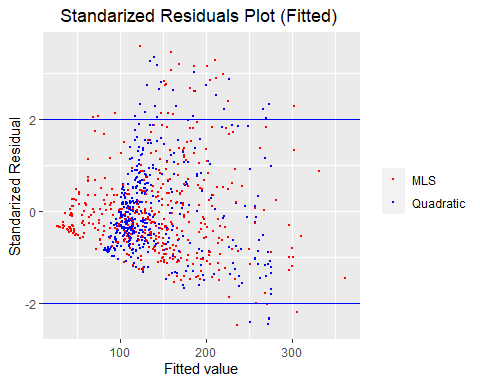 Standarized Residuals Plot (Fitted)
Standarized Residual
2
0
-2
100
200
300
Fitted value
MLS
Quadratic